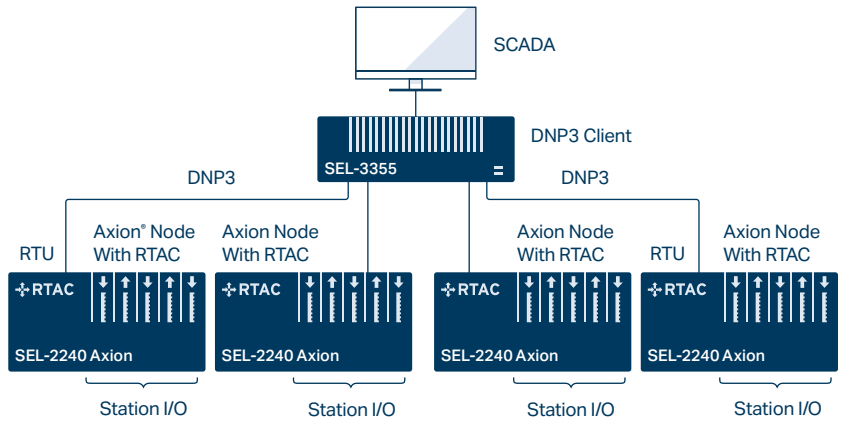 SCADA
DNP3 Client
SEL-3355
DNP3
DNP3
RTU
Axion® Node
With RTAC
Axion Node
With RTAC
Axion Node
With RTAC
RTU
Axion Node
With RTAC
RTAC
RTAC
RTAC
RTAC
SEL-2240 Axion
SEL-2240 Axion
SEL-2240 Axion
SEL-2240 Axion
Station I/O
Station I/O
Station I/O
Station I/O